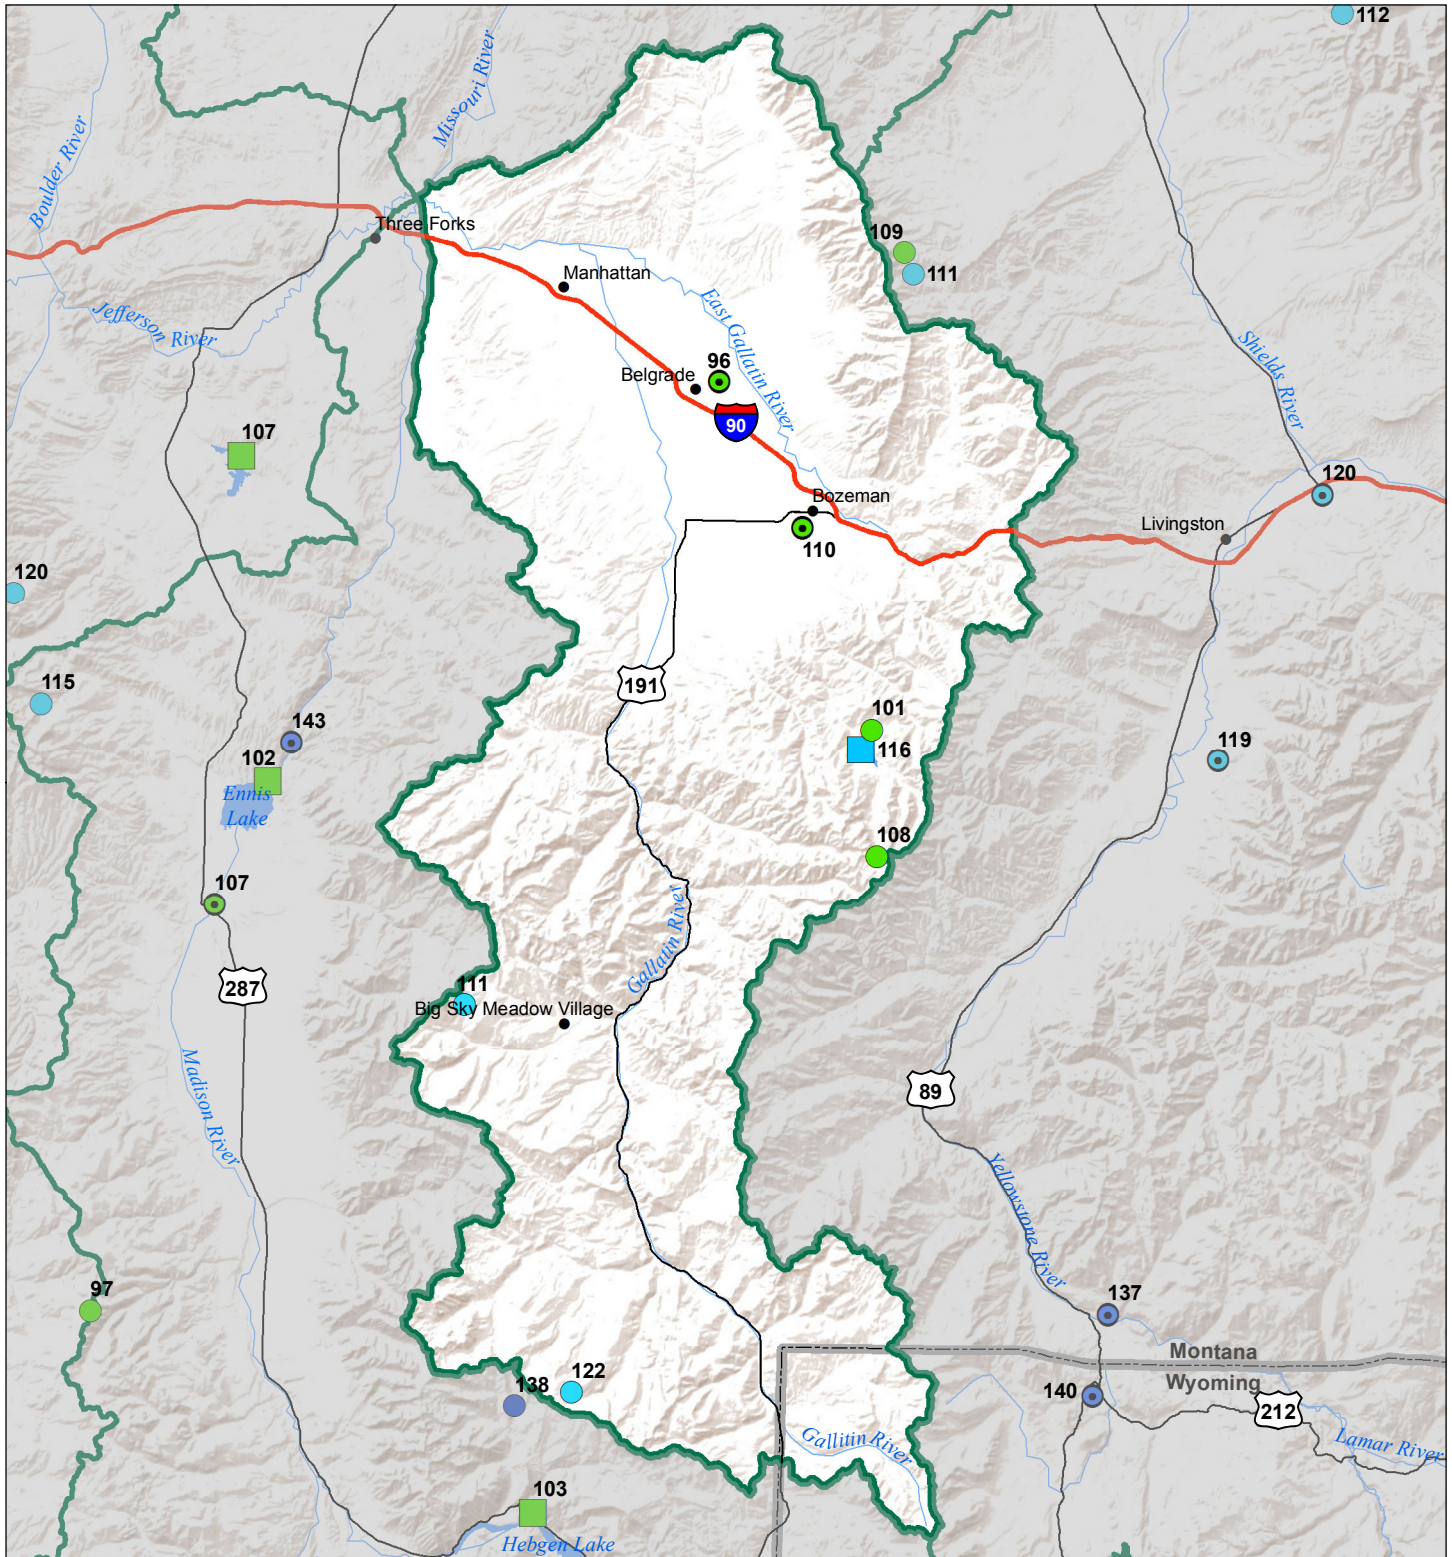 112
Missouri River
Boulder River
Three Forks
109
111
Manhattan
East Gallatin River
Jefferson River
Shields River
96
Belgrade
90
107
120
Bozeman
Livingston
110
120
191
115
101
143
116
119
102
Ennis
Lake
108
107
Gallatin River
287
111
Big Sky Meadow Village
Madison River
89
Yellowstone River
97
137
Montana
Wyoming
122
138
140
212
Gallitin River
Lamar River
103
Hebgen Lake